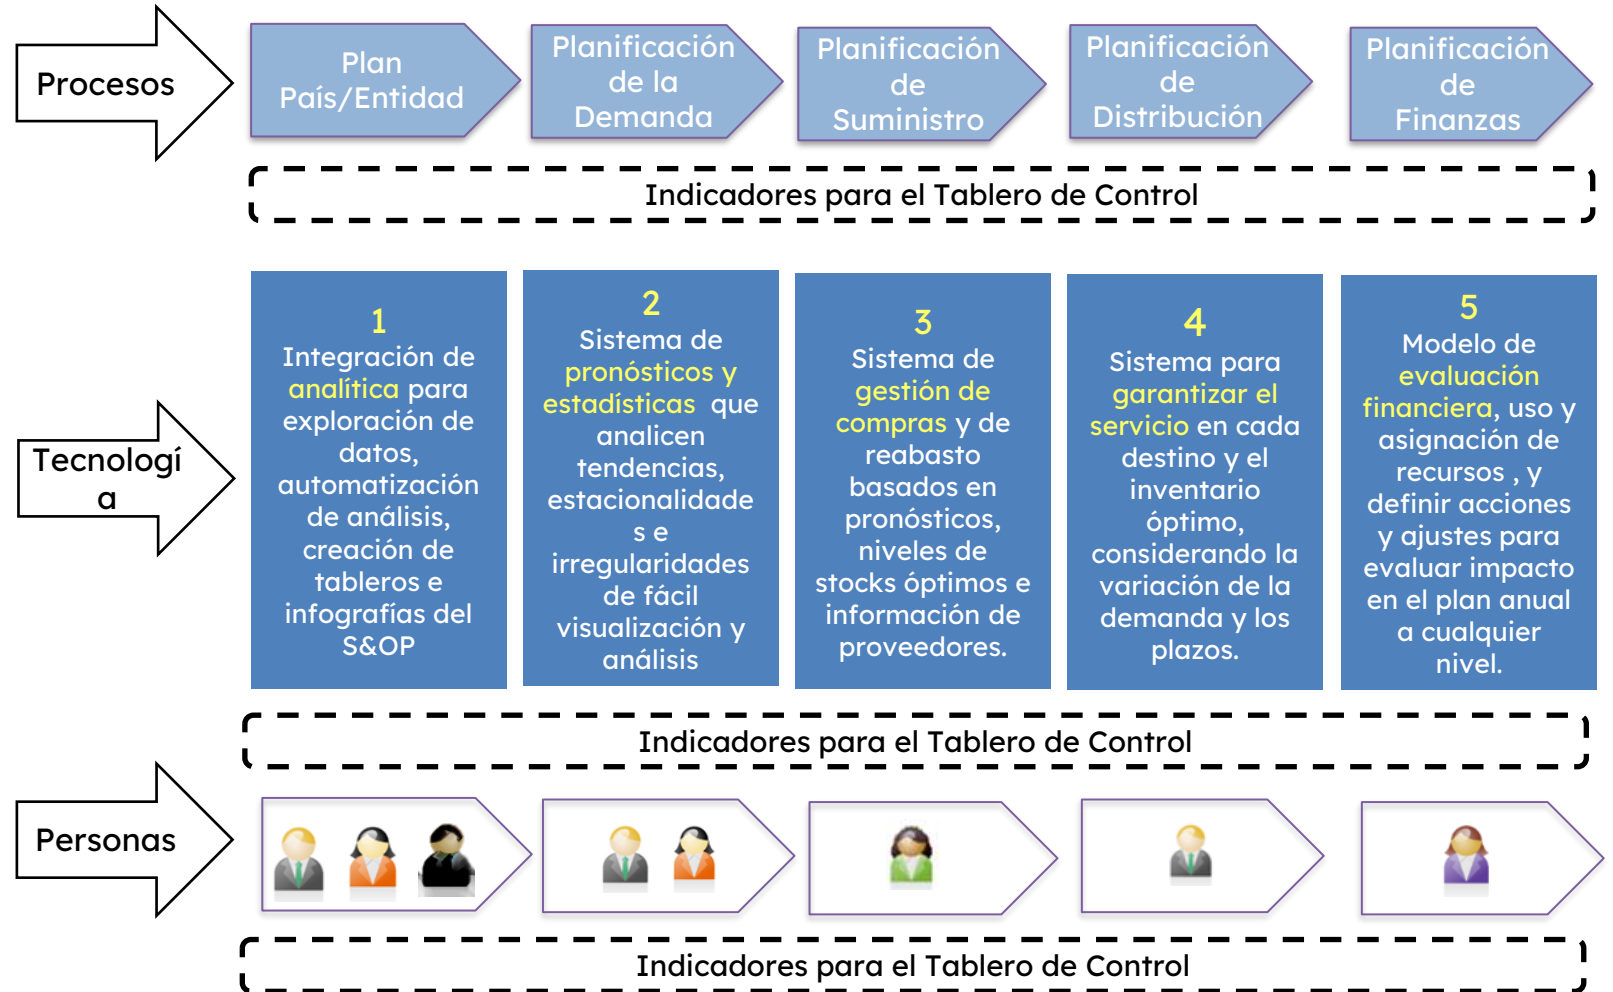 Procesos
Plan
País/Entidad
Planificación
de la
Demanda
Planificación
de
Suministro
Planificación
de
Distribución
Planificación
de
Finanzas
Indicadores para el Tablero de Control
Tecnologí
a
1
Integración de
analítica para
exploración de
datos,
automatización
de análisis,
creación de
tableros e
infografías del
S&OP
2
Sistema de
pronósticos y
estadísticas que
analicen
tendencias,
estacionalidade
s e
irregularidades
de fácil
visualización y
análisis
3
Sistema de
gestión de
compras y de
reabasto
basados en
pronósticos,
niveles de
stocks óptimos e
información de
proveedores.
4
Sistema para
garantizar el
servicio en cada
destino y el
inventario
óptimo,
considerando la
variación de la
demanda y los
plazos.
5
Modelo de
evaluación
financiera, uso y
asignación de
recursos , y
definir acciones
y ajustes para
evaluar impacto
en el plan anual
a cualquier
nivel.
Indicadores para el Tablero de Control
Personas
Indicadores para el Tablero de Control